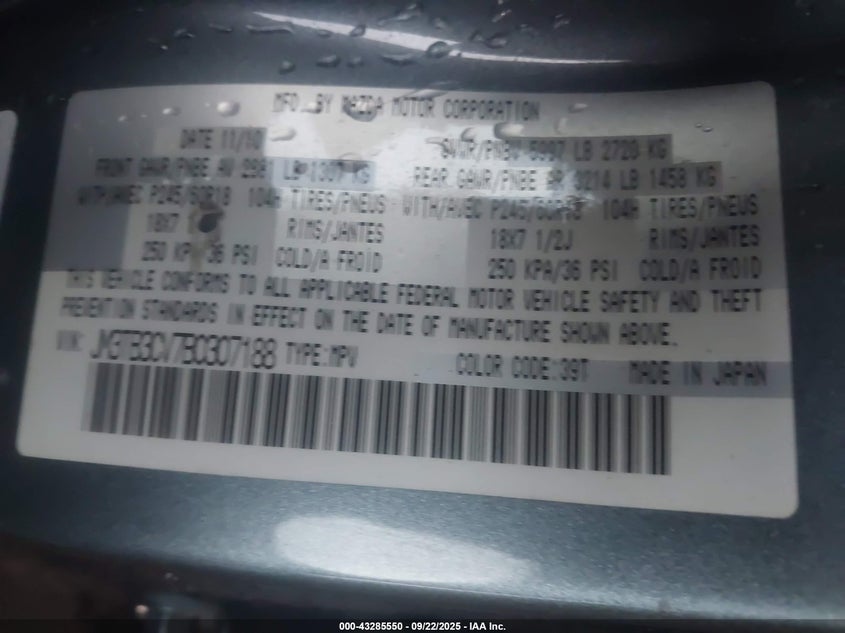 MFD. BY MAZDA MOTOR CORPORATION
DATE 11/10 GVWR/PNBV 5997 LB 2720 KG
FRONT GAWR/PNBE AV LB 1307 KG REAR GAWR/PNBE AR 3214 LB 1458 KG
WITH/AVEC P245/60R18 104H TIRES/PNEUS WITH/AVEC P245/60R18 104H TIRES/PNEUS
18X7 RIMS/JANTES 18X7 1/2J RIMS/JANTES
250 KPA/36 PSI COLD/A FROID 250 KPA/36 PSI COLD/A FROID
THIS VEHICLE CONFORMS TO ALL APPLICABLE FEDERAL MOTOR VEHICLE SAFETY AND THEFT
PREVENTION STANDARDS IN EFFECT ON THE DATE OF MANUFACTURE SHOWN ABOVE.
VIN: JM3TB3CV7B0307188 TYPE:MPV COLOR CODE:39T MADE IN JAPAN
000-43285550 - 09/22/2025 - IAA Inc.